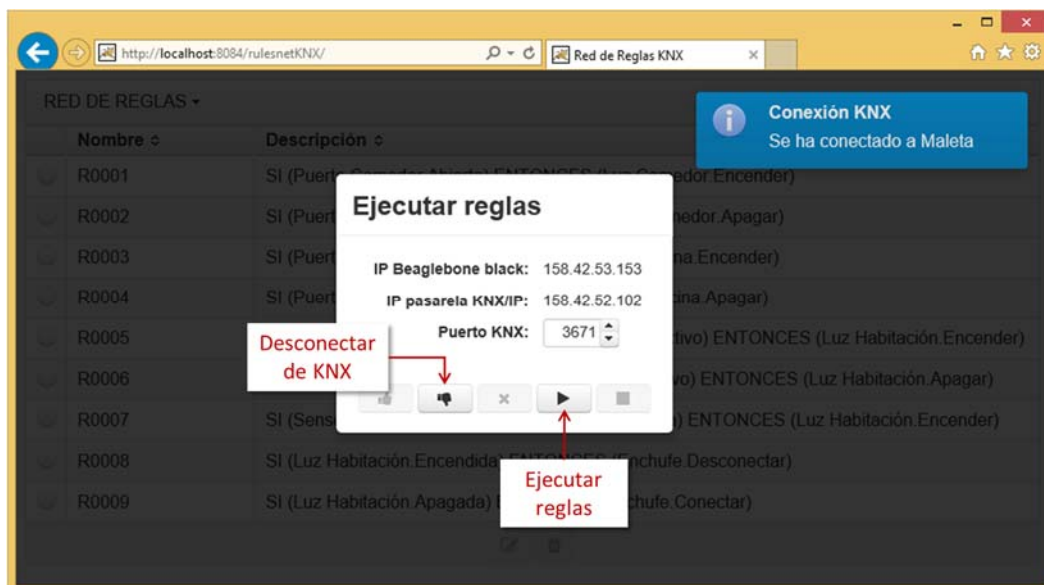 http://localhost:8084/rulesnetKNX/
Red de Reglas KNX
RED DE REGLAS
Conexión KNX
Se ha conectado a Maleta
Nombre
Descripción
R0001
SI (Puerta Comedor.Abierta) ENTONCES (Luz Comedor.Encender)
R0002
SI (Puert
medor.Apagar)
R0003
SI (Puert
na.Encender)
R0004
SI (Puert
cina.Apagar)
R0005
tivo) ENTONCES (Luz Habitación.Encender)
R0006
vo) ENTONCES (Luz Habitación.Apagar)
R0007
SI (Sens
) ENTONCES (Luz Habitación.Encender)
R0008
SI (Luz Habitación.Encendida) ENTONCES (Enchufe.Desconectar)
R0009
SI (Luz Habitación.Apagada)
chufe.Conectar)
Ejecutar reglas
IP Beaglebone black: 158.42.53.153
IP pasarela KNX/IP: 158.42.52.102
Puerto KNX: 3671
Desconectar
de KNX
Ejecutar
reglas